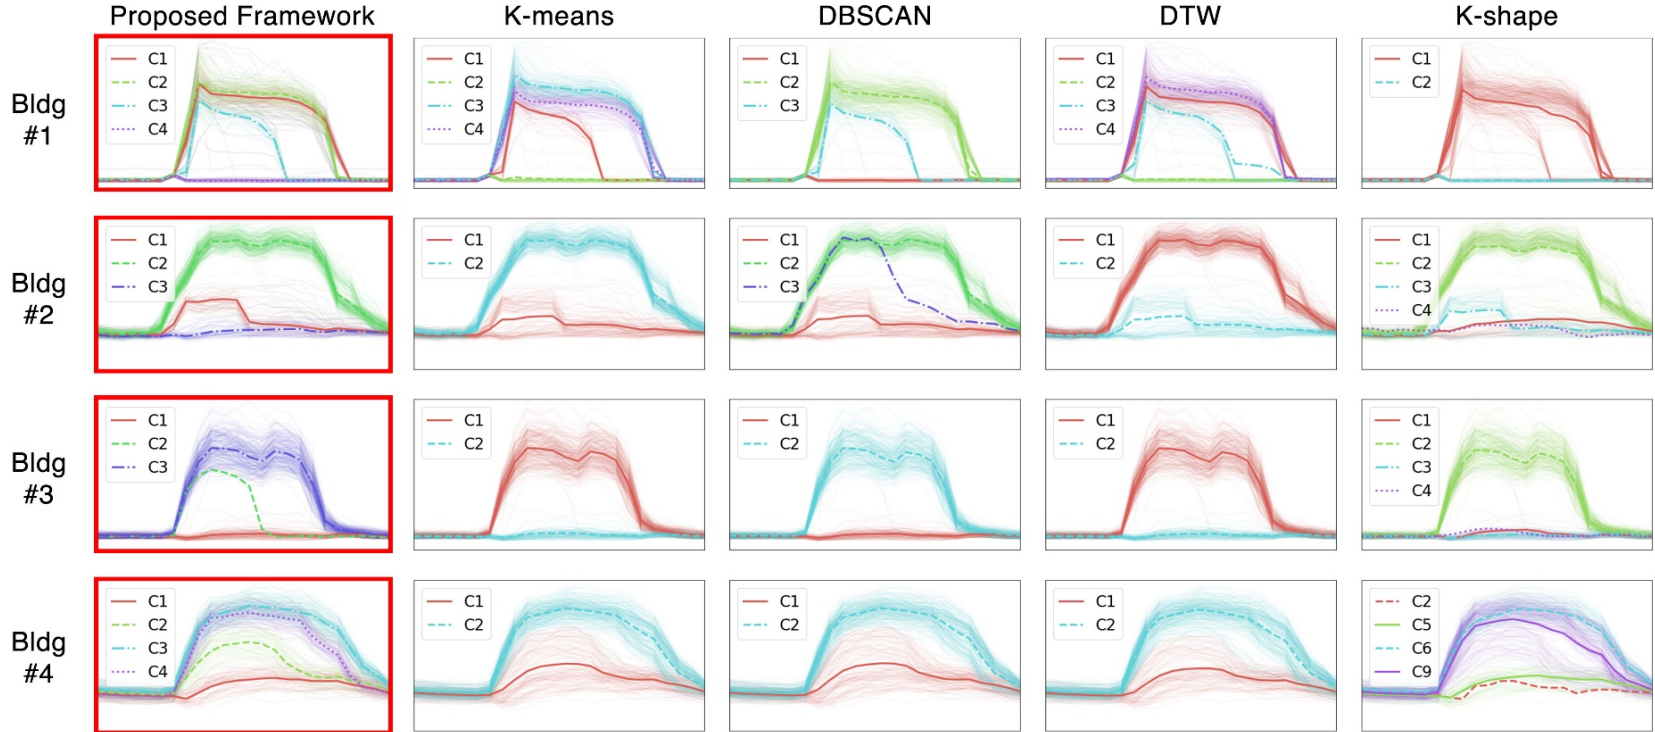 Proposed Framework
K-means
DBSCAN
DTW
K-shape
Bldg
#1
C1
C2
C3
C4
C1
C2
C3
C4
C1
C2
C3
C1
C2
C3
C4
C1
C2
Bldg
#2
C1
C2
C3
C1
C2
C1
C2
C3
C1
C2
C1
C2
C3
C4
Bldg
#3
C1
C2
C3
C1
C2
C1
C2
C1
C2
C1
C2
C3
C4
Bldg
#4
C1
C2
C3
C4
C1
C2
C1
C2
C1
C2
C2
C5
C6
C9